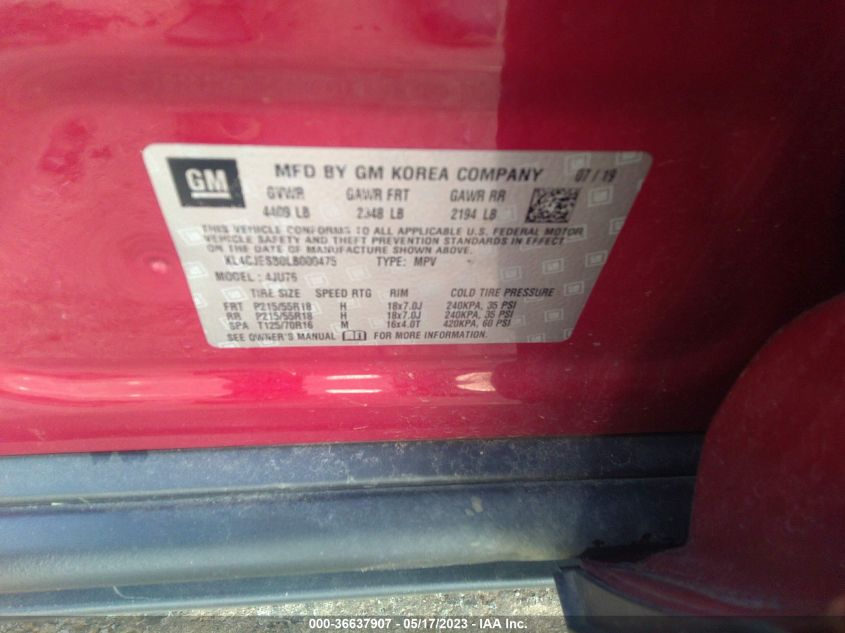 GM
MFD BY GM KOREA COMPANY 07 / 19
GVWR GAWR FRT GAWR RR
4409 LB 2348 LB 2194 LB
THIS VEHICLE CONFORMS TO ALL APPLICABLE U.S. FEDERAL MOTOR
VEHICLE SAFETY AND THEFT PREVENTION STANDARDS IN EFFECT
ON THE DATE OF MANUFACTURE SHOWN ABOVE.
TYPE: MPV
MODEL: 4JU76
TIRE SIZE SPEED RTG RIM COLD TIRE PRESSURE
FRT P215/55R18 H 18x7.0J 240KPA, 35 PSI
RR P215/55R18 H 18x7.0J 240KPA, 35 PSI
SPA T125/70R16 M 16x4.0T 420KPA, 60 PSI
SEE OWNER'S MANUAL FOR MORE INFORMATION.
000-36637907 - 05/17/2023 - IAA Inc.